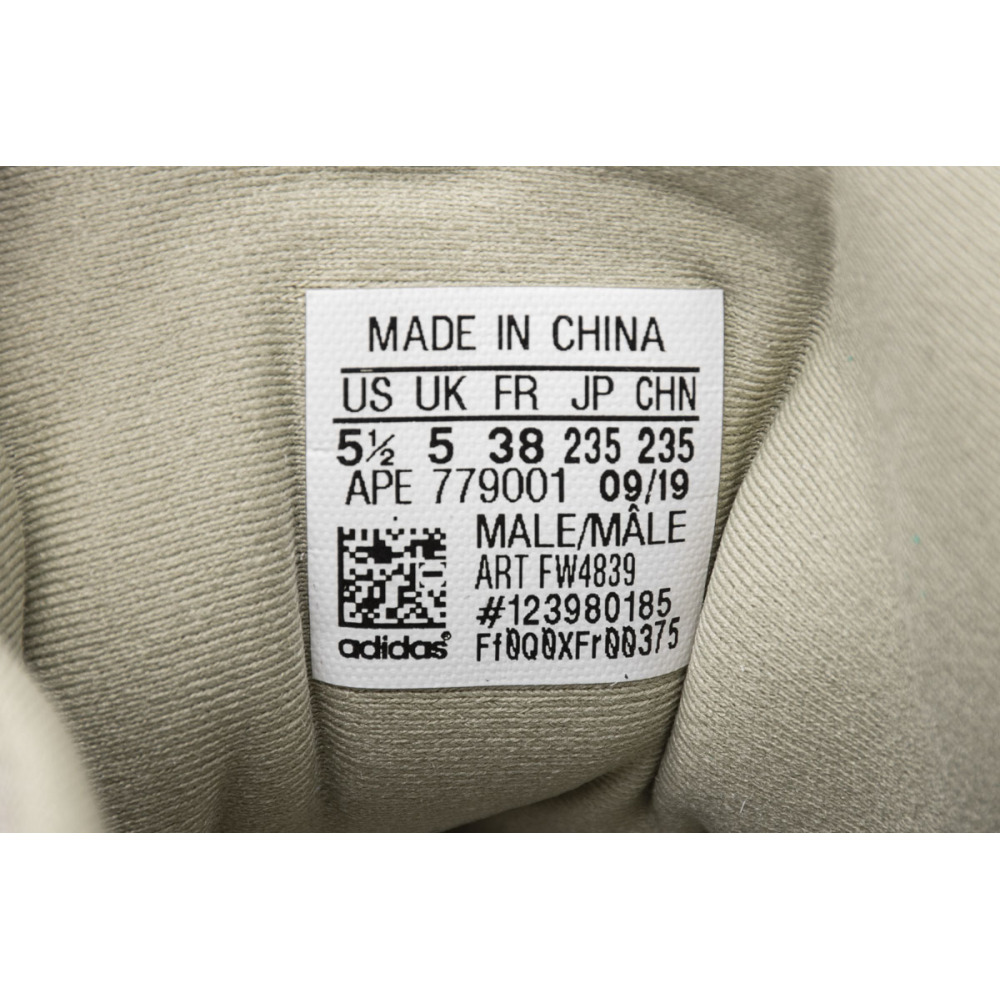 MADE IN CHINA
US UK FR JP CHN
5½ 5 38 235 235
APE 779001 09/19
MALE/MÂLE
ART FW4839
#123980185
Ff0Q0XFr00375
adidas®